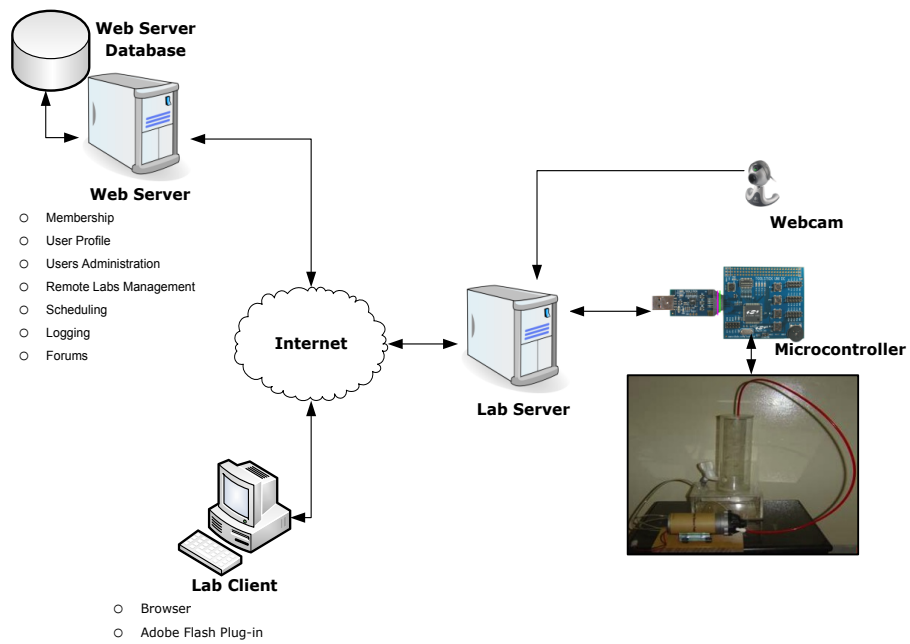 Web Server
Database
Web Server
○ Membership
○ User Profile
○ Users Administration
○ Remote Labs Management
○ Scheduling
○ Logging
○ Forums
Internet
Webcam
Microcontroller
Lab Server
Lab Client
○ Browser
○ Adobe Flash Plug-in